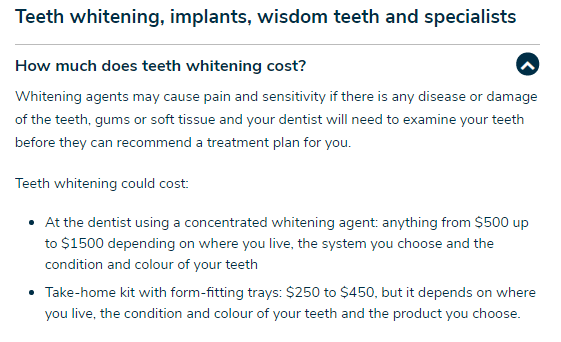 Teeth whitening, implants, wisdom teeth and specialists
How much does teeth whitening cost?
Whitening agents may cause pain and sensitivity if there is any disease or damage
of the teeth, gums or soft tissue and your dentist will need to examine your teeth
before they can recommend a treatment plan for you.
Teeth whitening could cost:
• At the dentist using a concentrated whitening agent: anything from $500 up
to $1500 depending on where you live, the system you choose and the
condition and colour of your teeth
• Take-home kit with form-fitting trays: $250 to $450, but it depends on where
you live, the condition and colour of your teeth and the product you choose.